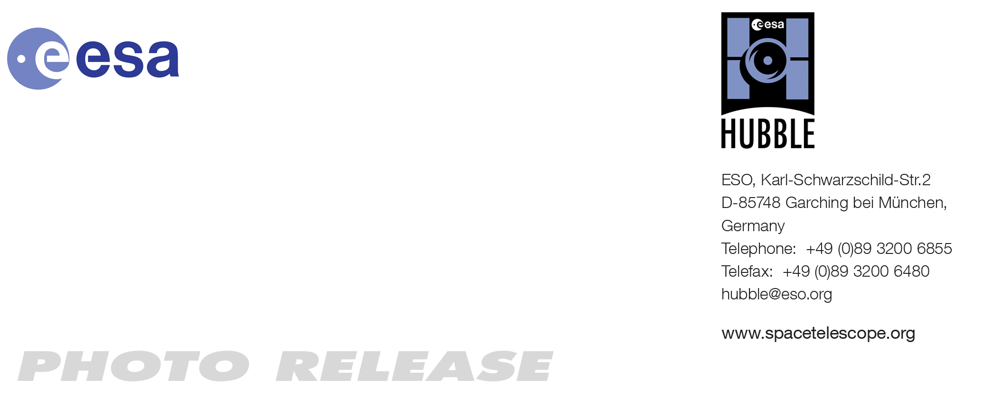 esa
esa
HUBBLE
ESO, Karl-Schwarzschild-Str.2
D-85748 Garching bei München,
Germany
Telephone:  +49 (0)89 3200 6855
Telefax:  +49 (0)89 3200 6480
hubble@eso.org
www.spacetelescope.org
PHOTO RELEASE